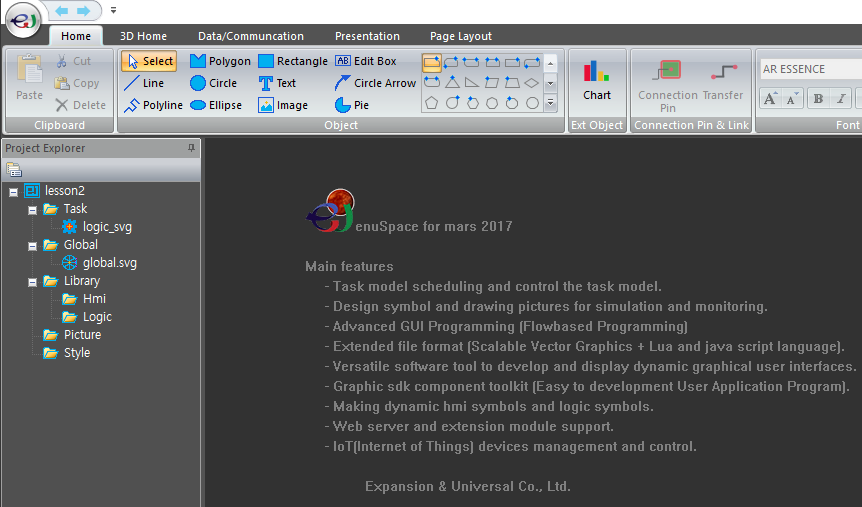 Home 3D Home Data/Communcation Presentation Page Layout
Paste
Cut
Copy
Delete
Clipboard
Select Polygon Rectangle AB Edit Box
Line Circle T Text Circle Arrow
Polyline Ellipse Image Pie
Object
Chart
Ext Object
Connection Pin
Transfer
Connection Pin & Link
AR ESSENCE
A A B I
Font
Project Explorer
lesson2
Task
logic_svg
Global
global.svg
Library
Hmi
Logic
Picture
Style
enuSpace for mars 2017
Main features
- Task model scheduling and control the task model.
- Design symbol and drawing pictures for simulation and monitoring.
- Advanced GUI Programming (Flowbased Programming)
- Extended file format (Scalable Vector Graphics + Lua and java script language).
- Versatile software tool to develop and display dynamic graphical user interfaces.
- Graphic sdk component toolkit (Easy to development User Application Program).
- Making dynamic hmi symbols and logic symbols.
- Web server and extension module support.
- IoT(Internet of Things) devices management and control.
Expansion & Universal Co., Ltd.